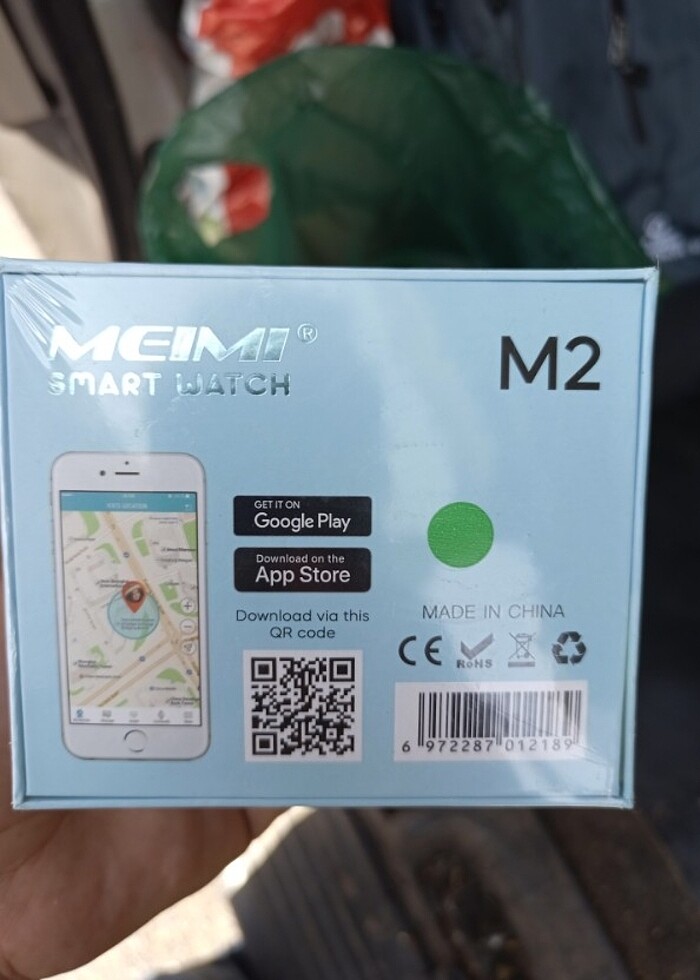 MEIMI®
SMART WATCH
M2
GET IT ON
Google Play
Download on the
App Store
Download via this
QR code
MADE IN CHINA
CE
RoHS
6 972287 012189